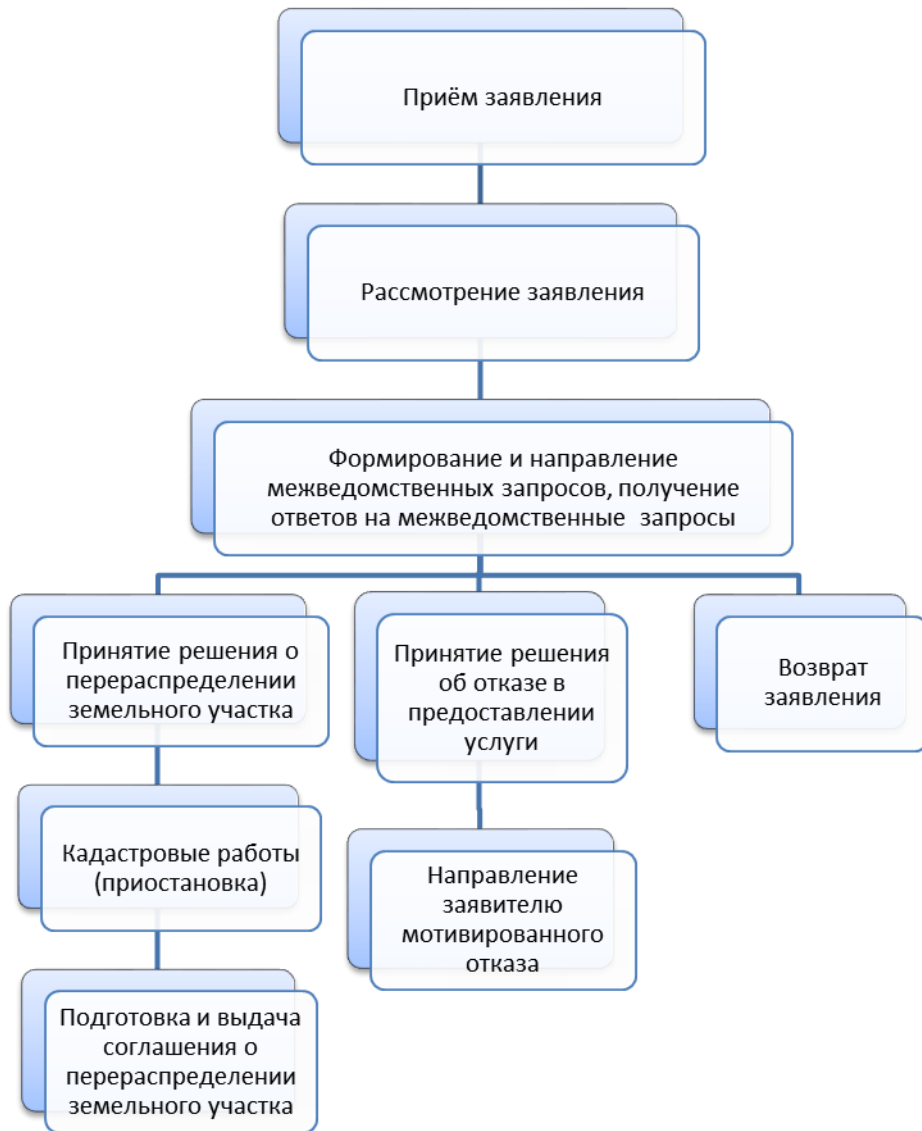 Приём заявления
Рассмотрение заявления
Формирование и направление
межведомственных запросов, получение
ответов на межведомственные запросы
Принятие решения о
перераспределении
земельного участка
Принятие решения
об отказе в
предоставлении
услуги
Возврат
заявления
Кадастровые работы
(приостановка)
Направление
заявителю
мотивированного
отказа
Подготовка и выдача
соглашения о
перераспределении
земельного участка